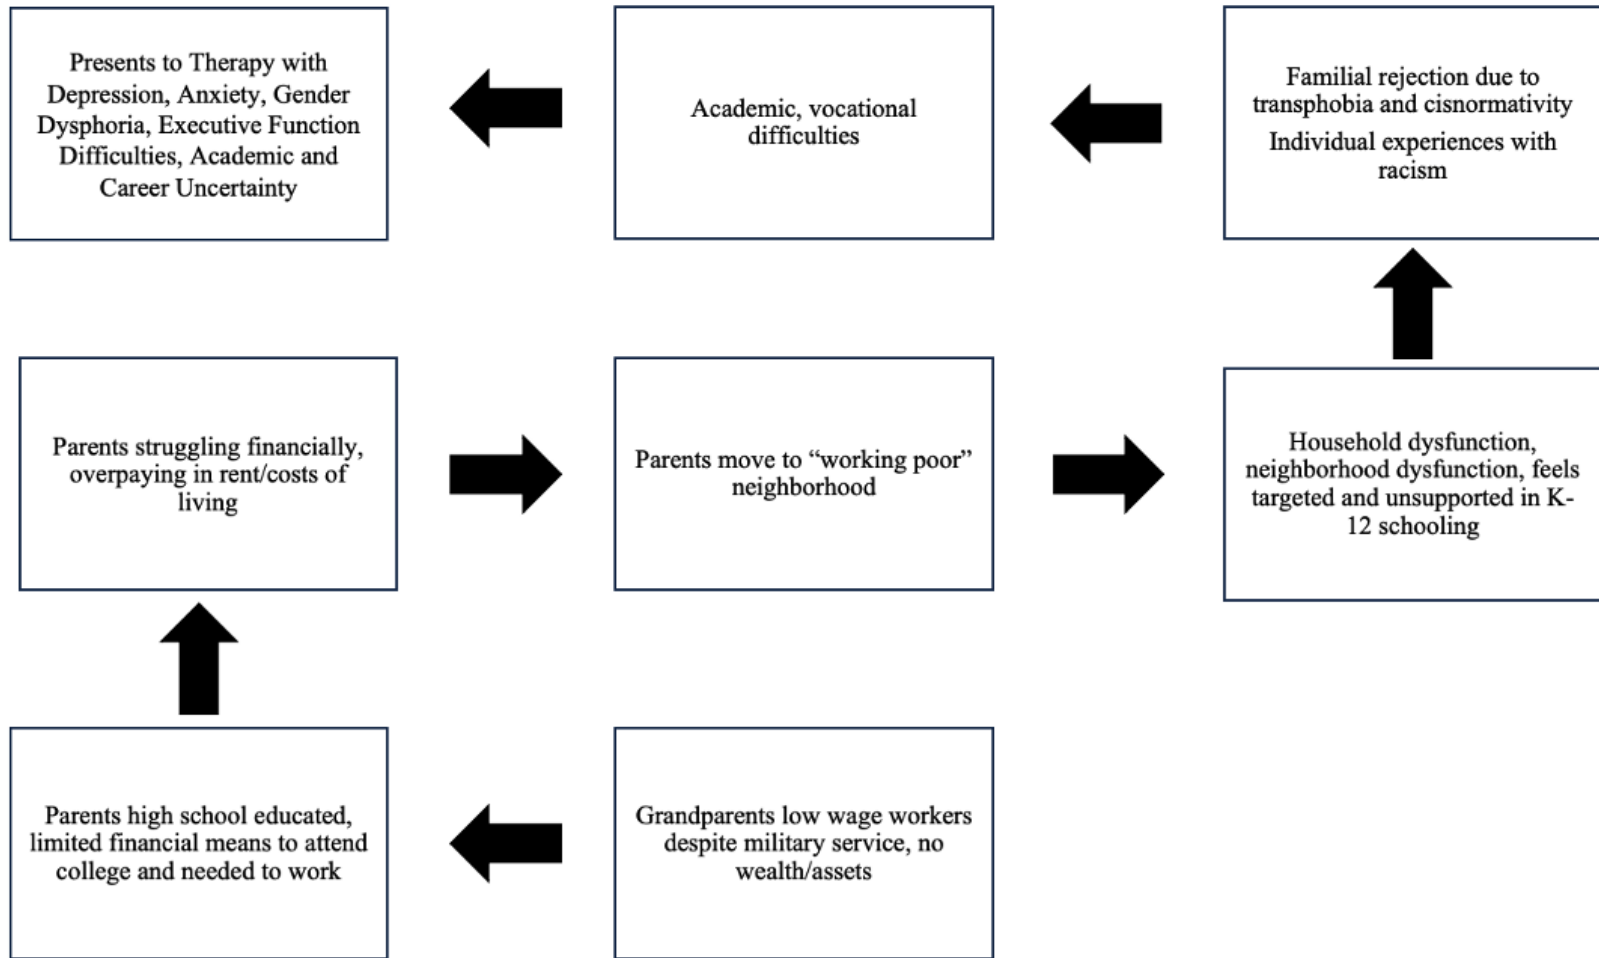 Presents to Therapy with
Depression, Anxiety, Gender
Dysphoria, Executive Function
Difficulties, Academic and
Career Uncertainty
Academic, vocational
difficulties
Familial rejection due to
transphobia and cisnormativity
Individual experiences with
racism
Parents struggling financially,
overpaying in rent/costs of
living
Parents move to “working poor”
neighborhood
Household dysfunction,
neighborhood dysfunction, feels
targeted and unsupported in K-
12 schooling
Parents high school educated,
limited financial means to attend
college and needed to work
Grandparents low wage workers
despite military service, no
wealth/assets